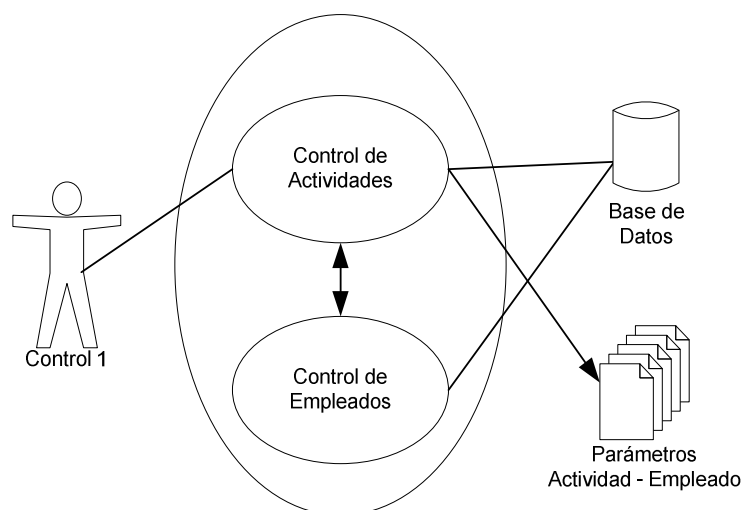 Control de
Actividades
Base de
Datos
Control 1
Control de
Empleados
Parámetros
Actividad - Empleado